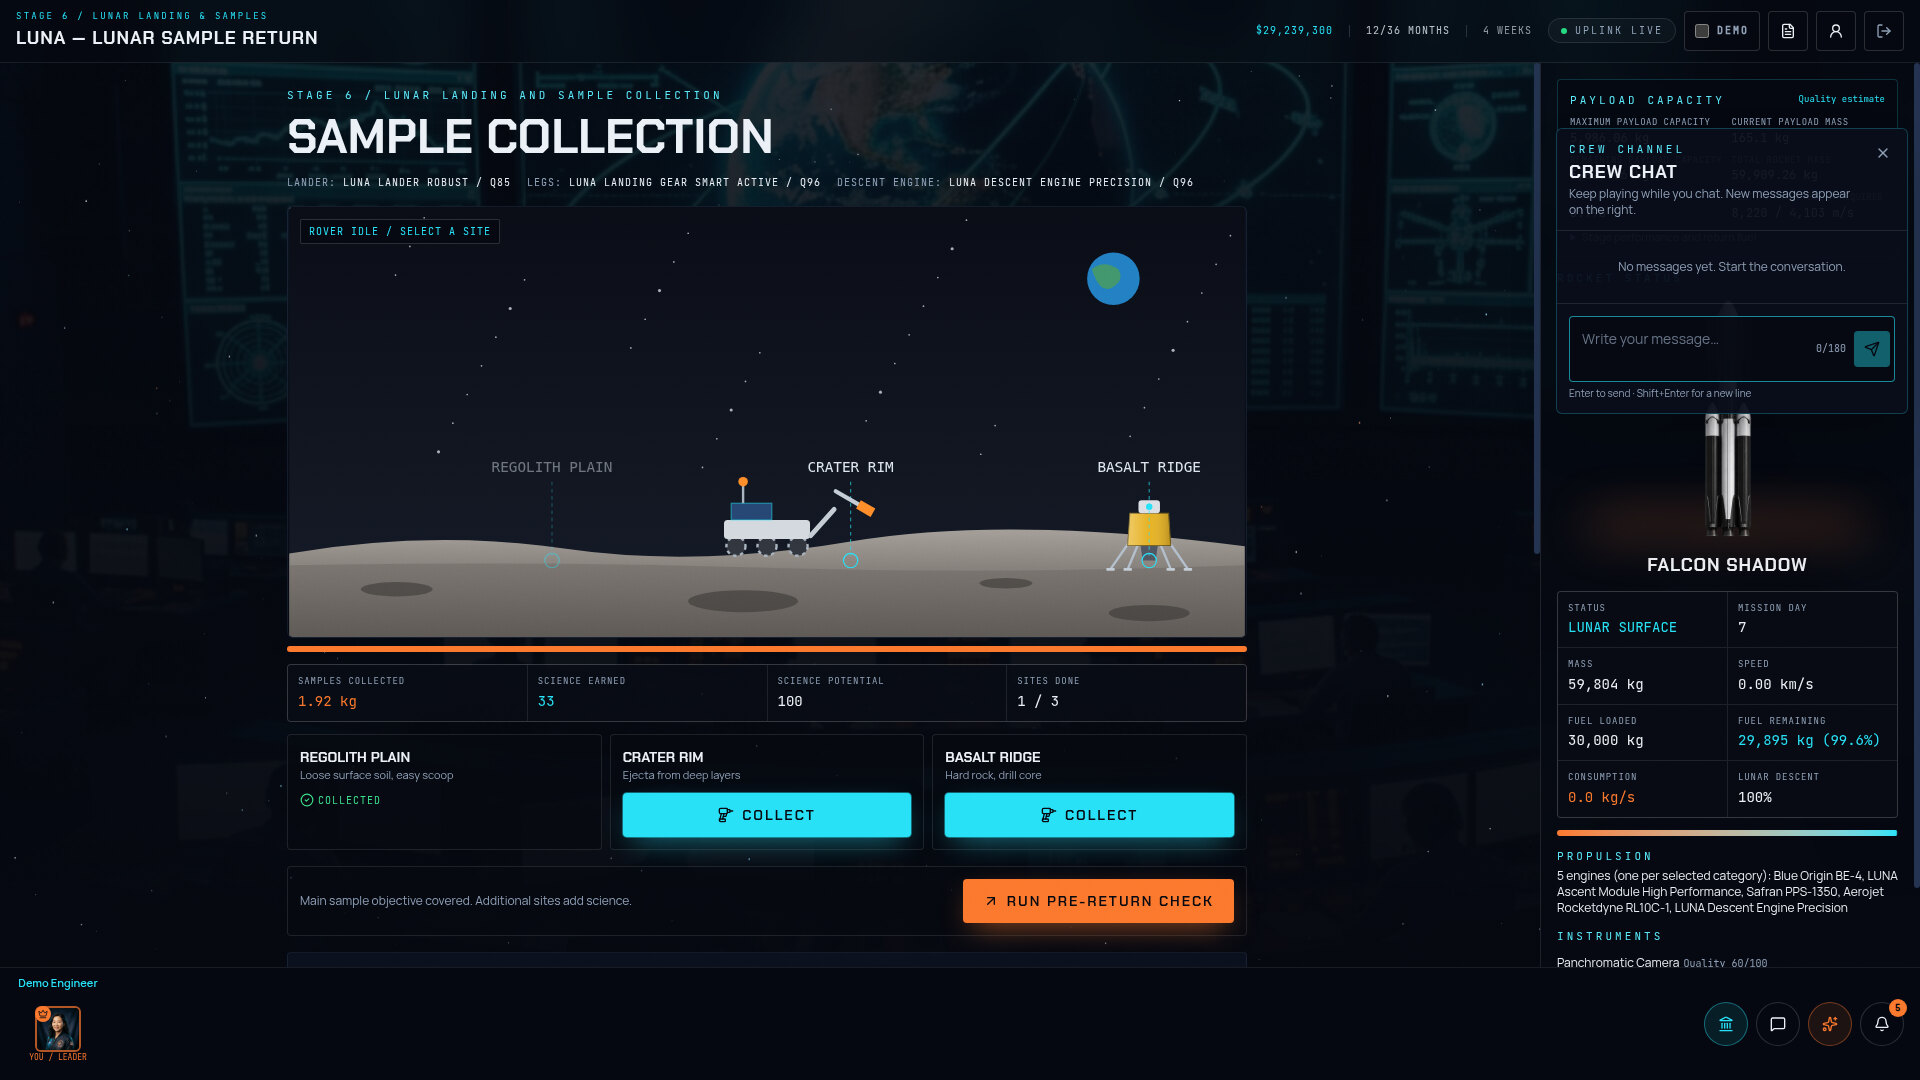 STAGE 6 / LUNAR LANDING & SAMPLES
LUNA — LUNAR SAMPLE RETURN
$29,239,300
12/36 MONTHS
4 WEEKS
UPLINK LIVE
DEMO
STAGE 6 / LUNAR LANDING AND SAMPLE COLLECTION
SAMPLE COLLECTION
LANDER: LUNA LANDER ROBUST / Q85 LEGS: LUNA LANDING GEAR SMART ACTIVE / Q96 DESCENT ENGINE: LUNA DESCENT ENGINE PRECISION / Q96
ROVER IDLE / SELECT A SITE
REGOLITH PLAIN
CRATER RIM
BASALT RIDGE
SAMPLES COLLECTED
1.92 kg
SCIENCE EARNED
33
SCIENCE POTENTIAL
100
SITES DONE
1 / 3
REGOLITH PLAIN
Loose surface soil, easy scoop
COLLECTED
CRATER RIM
Ejecta from deep layers
COLLECT
BASALT RIDGE
Hard rock, drill core
COLLECT
Main sample objective covered. Additional sites add science.
RUN PRE-RETURN CHECK
PAYLOAD CAPACITY
Quality estimate
MAXIMUM PAYLOAD CAPACITY
CURRENT PAYLOAD MASS
165.1 kg
CREW CHANNEL
CREW CHAT
Keep playing while you chat. New messages appear
on the right.
Stage performance and return fuel
No messages yet. Start the conversation.
Write your message…
0/180
Enter to send · Shift+Enter for a new line
FALCON SHADOW
STATUS
LUNAR SURFACE
MISSION DAY
7
MASS
59,804 kg
SPEED
0.00 km/s
FUEL LOADED
30,000 kg
FUEL REMAINING
29,895 kg (99.6%)
CONSUMPTION
0.0 kg/s
LUNAR DESCENT
100%
PROPULSION
5 engines (one per selected category): Blue Origin BE-4, LUNA
Ascent Module High Performance, Safran PPS-1350, Aerojet
Rocketdyne RL10C-1, LUNA Descent Engine Precision
INSTRUMENTS
Panchromatic Camera Quality 60/100
Demo Engineer
YOU / LEADER
5